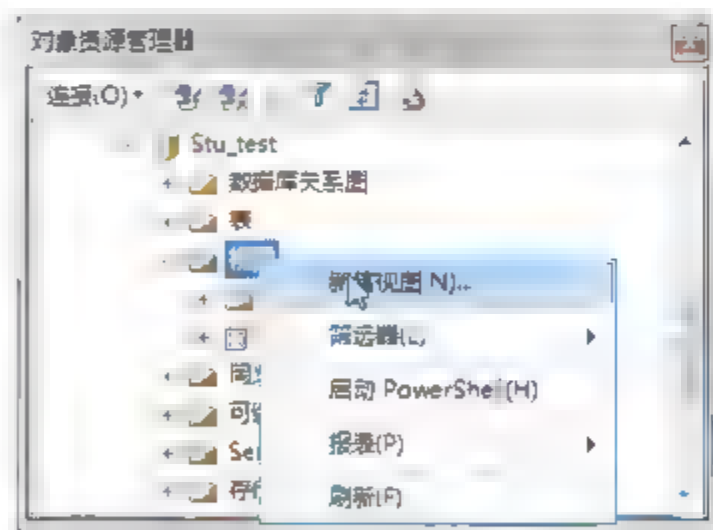 对象资源管理器
连接(O)
Stu_test
数据库关系图
表
新建视图(N)...
筛选器(L)
启动 PowerShell(H)
报表(P)
刷新(F)